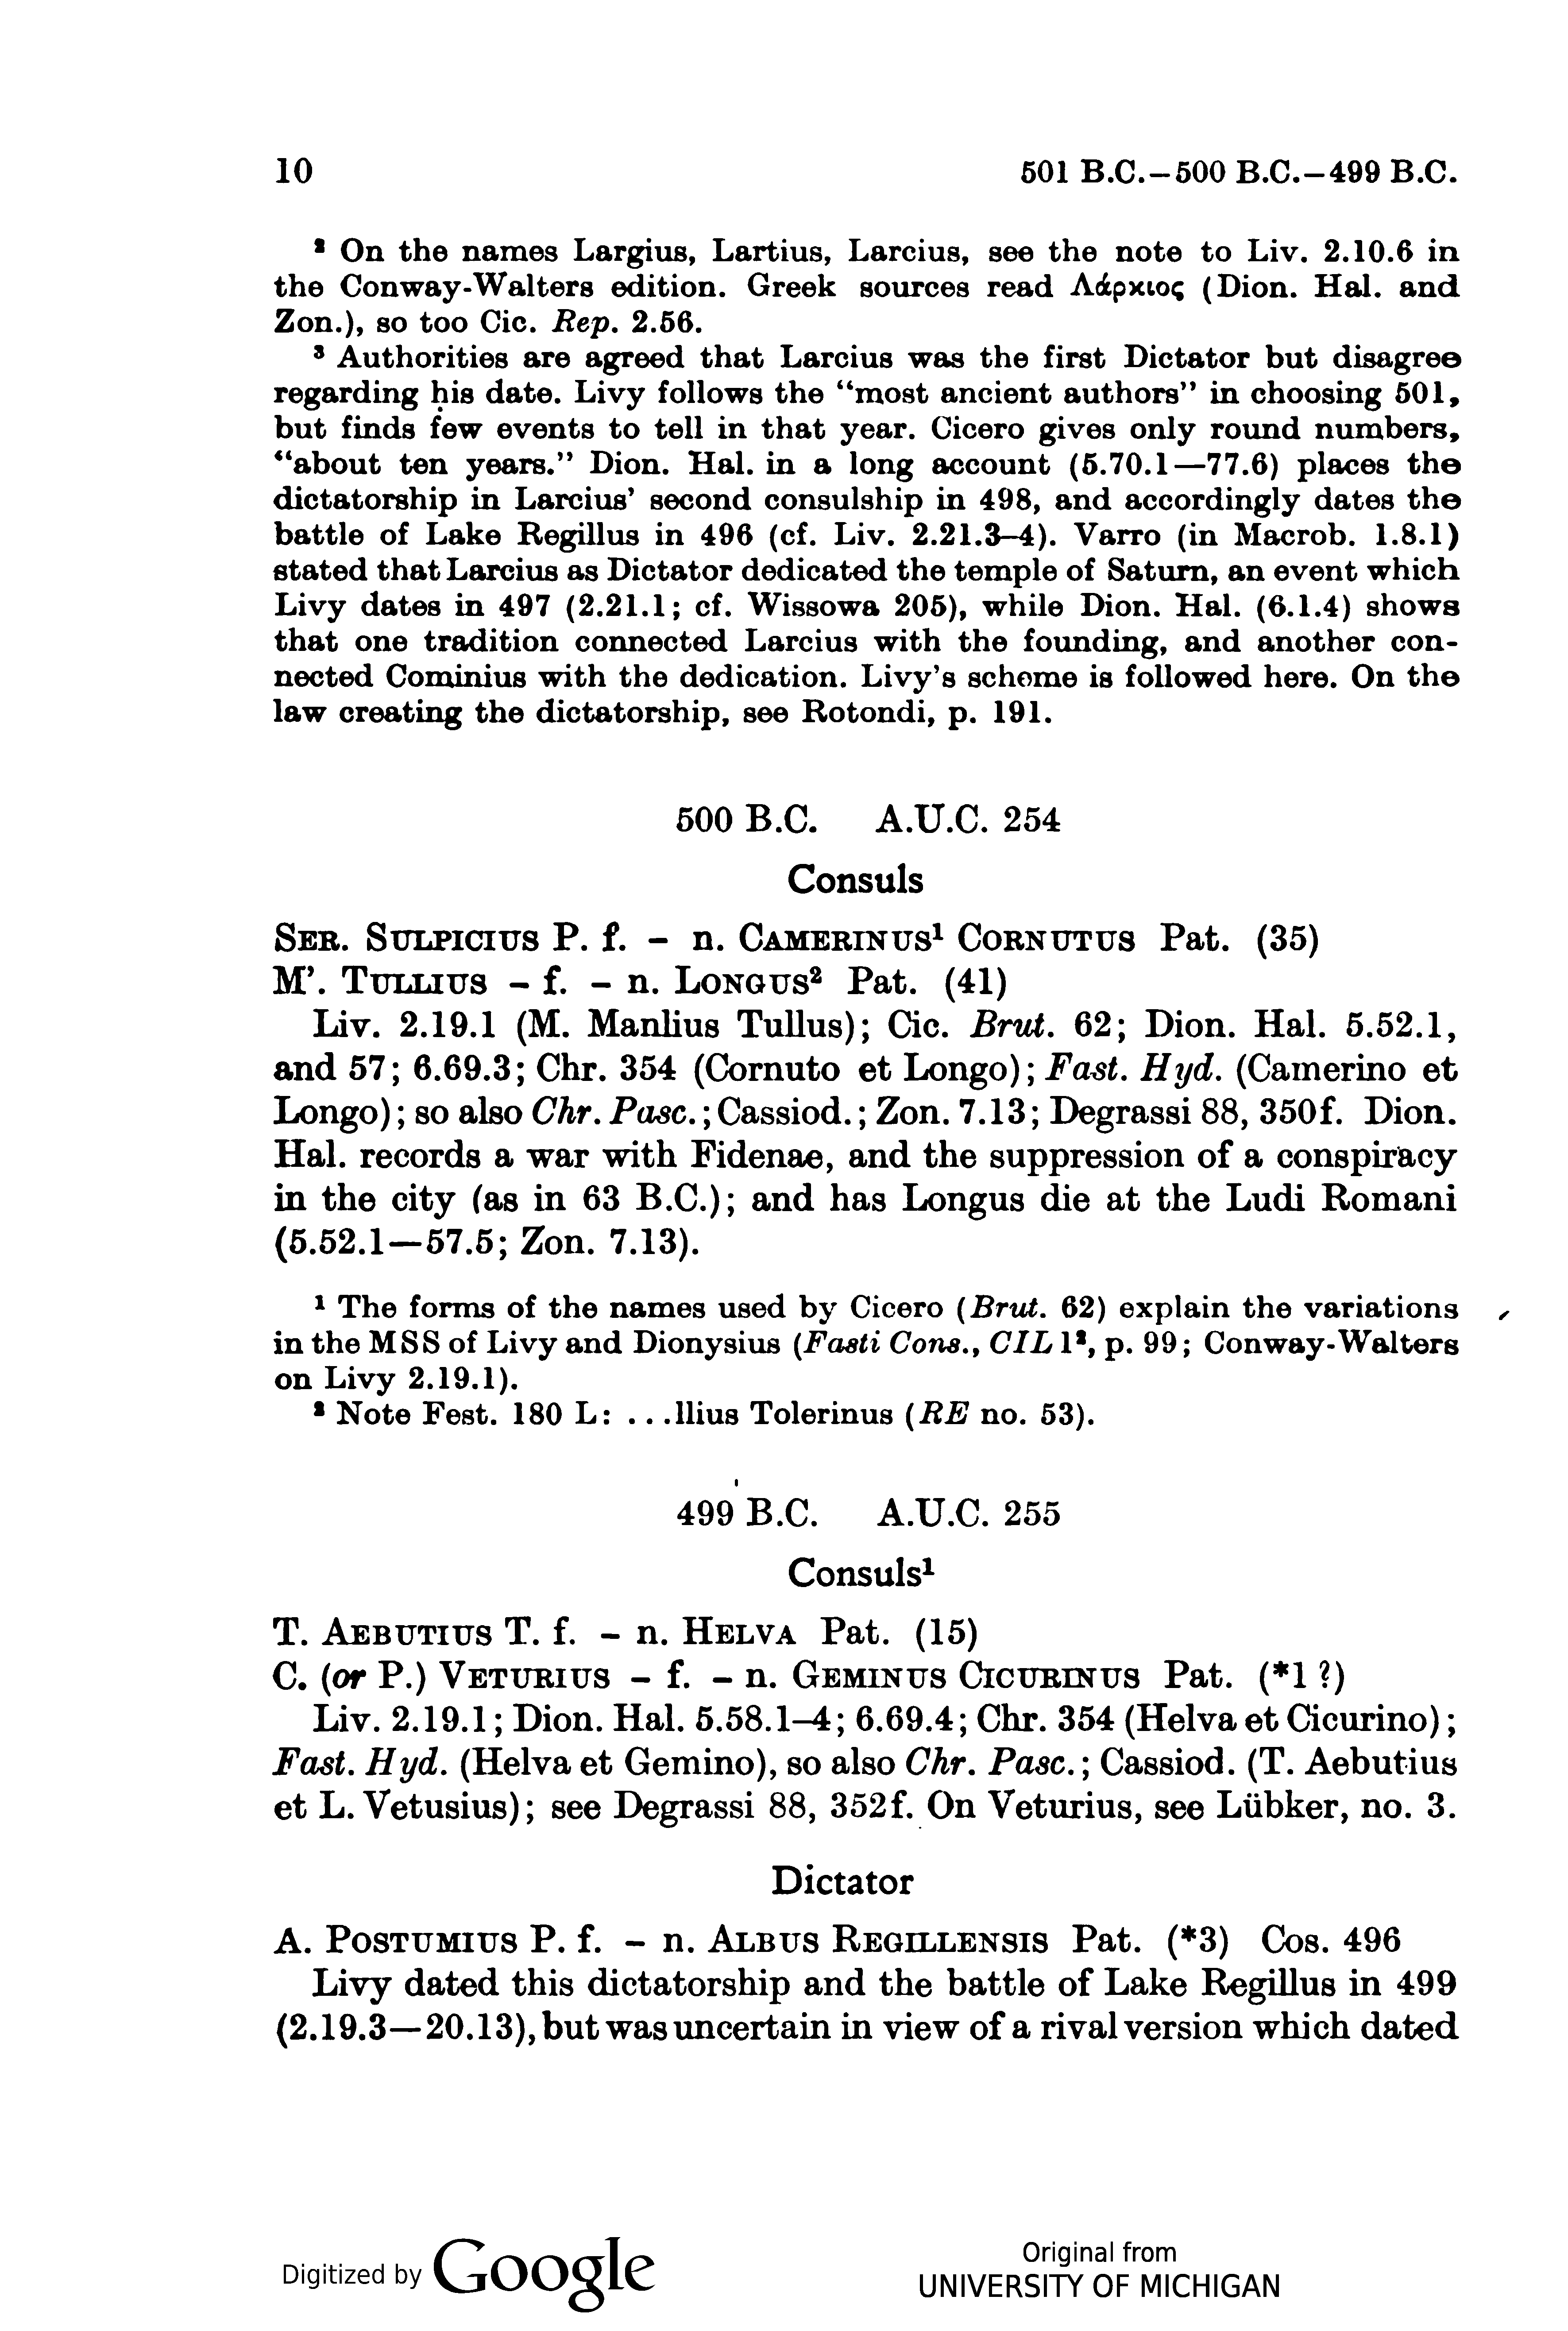 10 501 B.C.–500 B.C.–499 B.C.
² On the names Largius, Lartius, Larcius, see the note to Liv. 2.10.6 in
the Conway-Walters edition. Greek sources read Λάρκιος (Dion. Hal. and
Zon.), so too Cic. Rep. 2.56.
³ Authorities are agreed that Larcius was the first Dictator but disagree
regarding his date. Livy follows the “most ancient authors” in choosing 501,
but finds few events to tell in that year. Cicero gives only round numbers,
“about ten years.” Dion. Hal. in a long account (5.70.1—77.6) places the
dictatorship in Larcius’ second consulship in 498, and accordingly dates the
battle of Lake Regillus in 496 (cf. Liv. 2.21.3–4). Varro (in Macrob. 1.8.1)
stated that Larcius as Dictator dedicated the temple of Saturn, an event which
Livy dates in 497 (2.21.1; cf. Wissowa 205), while Dion. Hal. (6.1.4) shows
that one tradition connected Larcius with the founding, and another con-
nected Cominius with the dedication. Livy’s scheme is followed here. On the
law creating the dictatorship, see Rotondi, p. 191.
500 B.C. A.U.C. 254
Consuls
SER. SULPICIUS P. f. – n. CAMERINUS¹ CORNUTUS Pat. (35)
M’. TULLIUS – f. – n. LONGUS² Pat. (41)
Liv. 2.19.1 (M. Manlius Tullus); Cic. Brut. 62; Dion. Hal. 5.52.1,
and 57; 6.69.3; Chr. 354 (Cornuto et Longo); Fast. Hyd. (Camerino et
Longo); so also Chr. Pasc.; Cassiod.; Zon. 7.13; Degrassi 88, 350f. Dion.
Hal. records a war with Fidenae, and the suppression of a conspiracy
in the city (as in 63 B.C.); and has Longus die at the Ludi Romani
(5.52.1—57.5; Zon. 7.13).
¹ The forms of the names used by Cicero (Brut. 62) explain the variations
in the MSS of Livy and Dionysius (Fasti Cons., CIL 1², p. 99; Conway-Walters
on Livy 2.19.1).
² Note Fest. 180 L: ...llius Tolerinus (RE no. 53).
499 B.C. A.U.C. 255
Consuls¹
T. AEBUTIUS T. f. – n. HELVA Pat. (15)
C. (or P.) VETURIUS – f. – n. GEMINUS CICURINUS Pat. (*1 ?)
Liv. 2.19.1; Dion. Hal. 5.58.1–4; 6.69.4; Chr. 354 (Helva et Cicurino);
Fast. Hyd. (Helva et Gemino), so also Chr. Pasc.; Cassiod. (T. Aebutius
et L. Vetusius); see Degrassi 88, 352f. On Veturius, see Lübker, no. 3.
Dictator
A. POSTUMIUS P. f. – n. ALBUS REGILLENSIS Pat. (*3) Cos. 496
Livy dated this dictatorship and the battle of Lake Regillus in 499
(2.19.3—20.13), but was uncertain in view of a rival version which dated
Digitized by Google
Original from
UNIVERSITY OF MICHIGAN